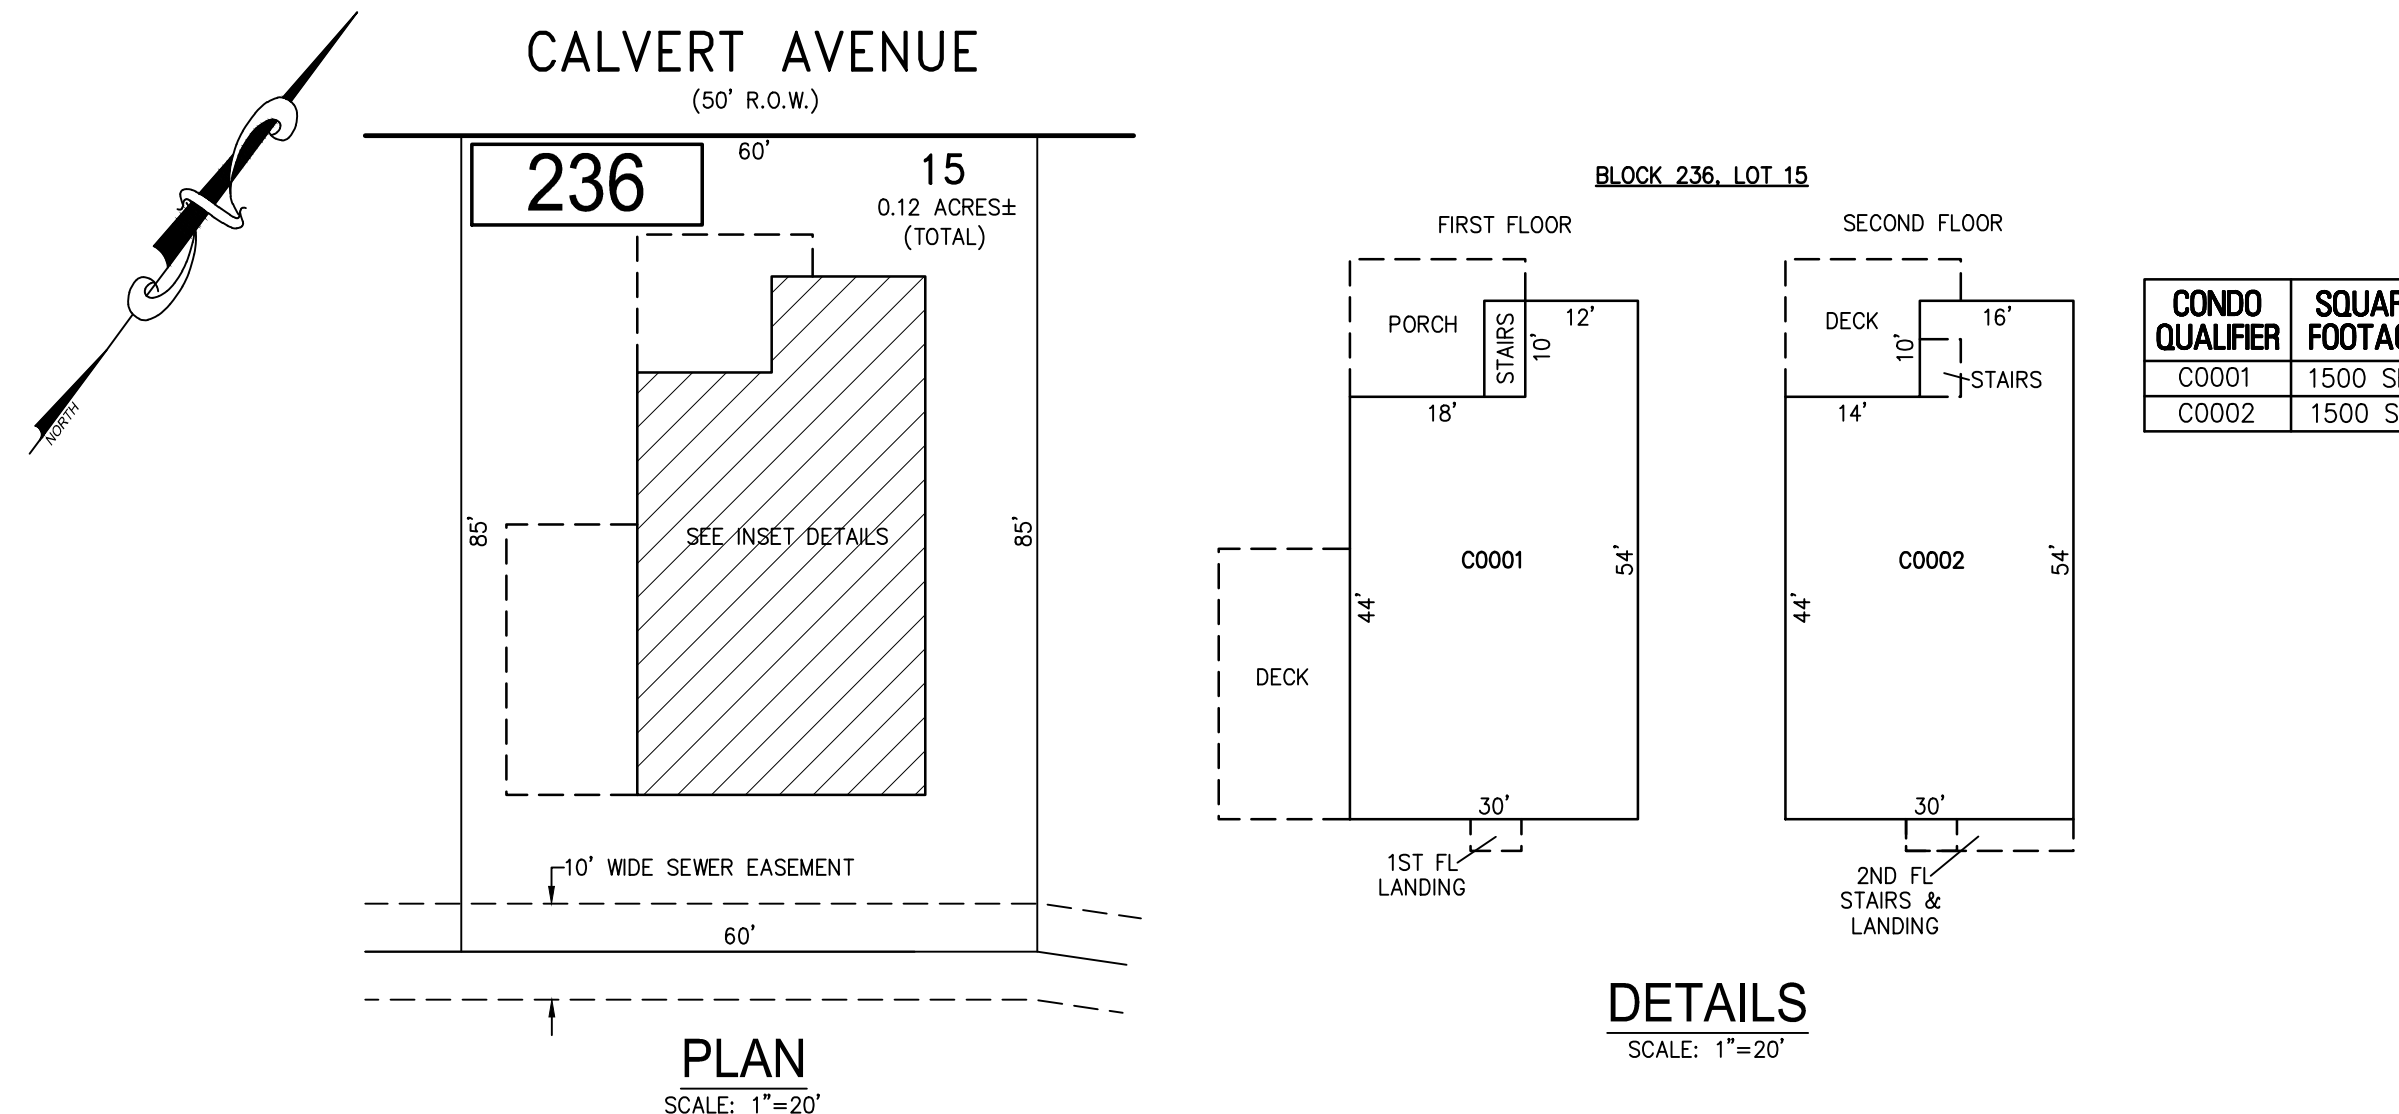 CALVERT AVENUE
(50' R.O.W.)
NORTH
236
60'
15
0.12 ACRES±
(TOTAL)
85'
85'
SEE INSET DETAILS
10' WIDE SEWER EASEMENT
60'
PLAN
SCALE: 1"=20'
BLOCK 236, LOT 15
FIRST FLOOR
PORCH
STAIRS
12'
10'
18'
C0001
54'
44'
DECK
30'
1ST FL
LANDING
SECOND FLOOR
DECK
16'
10'
STAIRS
14'
C0002
54'
44'
30'
2ND FL
STAIRS &
LANDING
DETAILS
SCALE: 1"=20'
CONDO
QUALIFIER
C0001 1500
C0002 1500